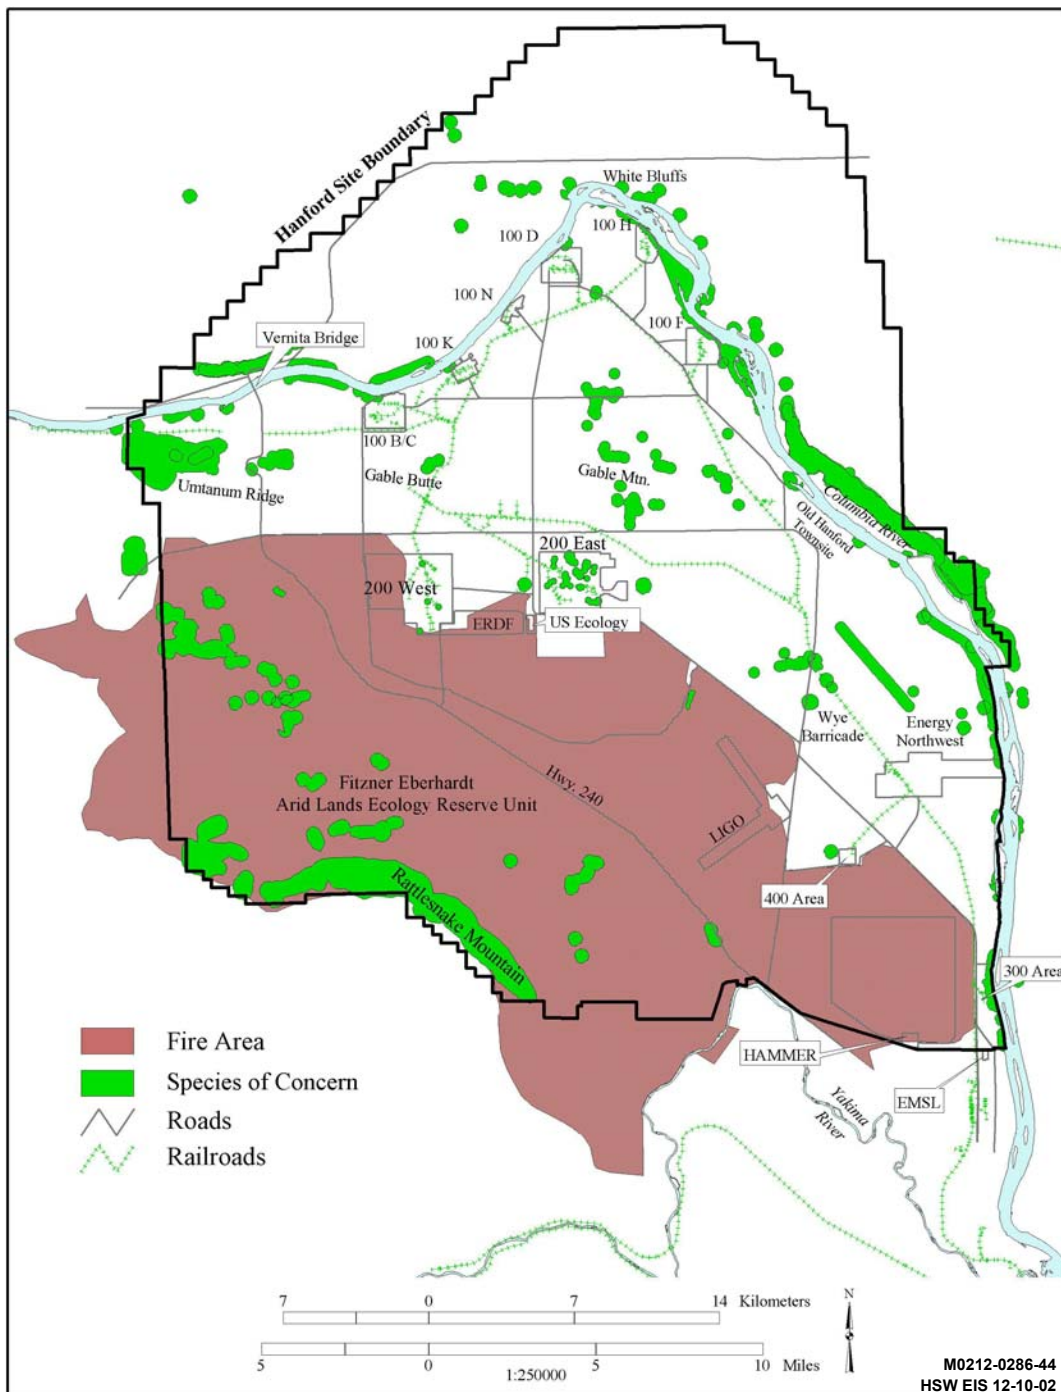 Hanford Site Boundary
White Bluffs
100 D
100 H
100 N
100 F
Vernita Bridge
100 K
100 B/C
Umtanum Ridge
Gable Butte
Gable Mtn.
Columbia River
Old Hanford
Townsite
200 East
200 West
ERDF
US Ecology
Wye
Barricade
Energy
Northwest
Fitzner Eberhardt
Arid Lands Ecology Reserve Unit
Hwy. 240
LIGO
400 Area
Rattlesnake Mountain
300 Area
HAMMER
EMSL
Yakima
River
Fire Area
Species of Concern
Roads
Railroads
7 0 7 14 Kilometers
N
5 0 5 10 Miles
1:250000
M0212-0286-44
HSW EIS 12-10-02